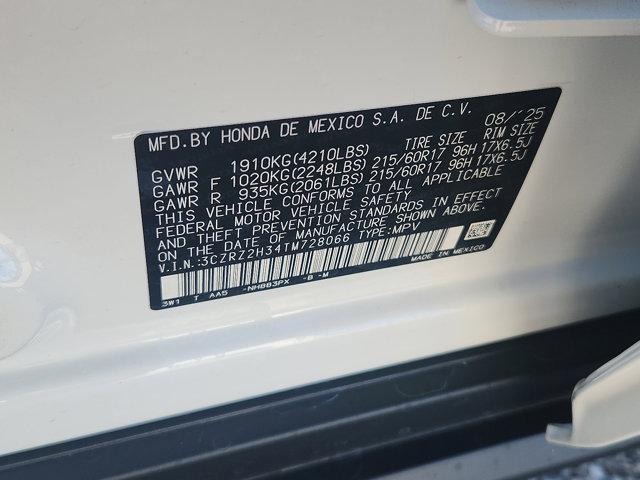 MFD. BY HONDA DE MEXICO S.A. DE C.V. 08/'25
GVWR 1910KG(4210LBS) TIRE SIZE RIM SIZE
GAWR F 1020KG(2248LBS) 215/60R17 96H 17X6.5J
GAWR R 935KG(2061LBS) 215/60R17 96H 17X6.5J
THIS VEHICLE CONFORMS TO ALL APPLICABLE
FEDERAL MOTOR VEHICLE SAFETY
AND THEFT PREVENTION STANDARDS IN EFFECT
ON THE DATE OF MANUFACTURE SHOWN ABOVE.
V.I.N.:3CZRZ2H34TM728066 TYPE:MPV
MADE IN MEXICO
3W1 T AA5 -NH883PX -B -M